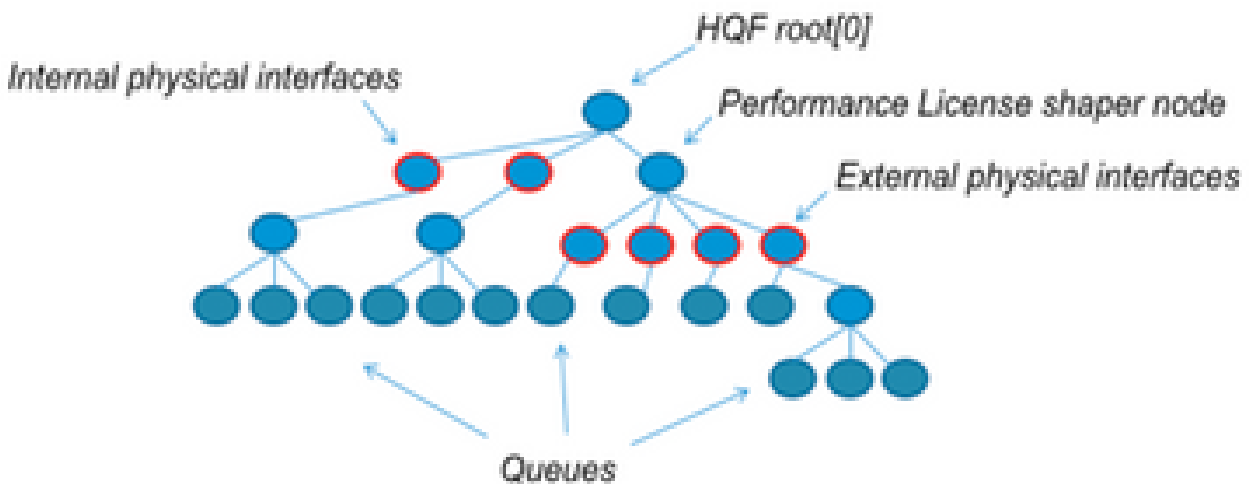 HQF root[0]
Internal physical interfaces
Performance License shaper node
External physical interfaces
Queues